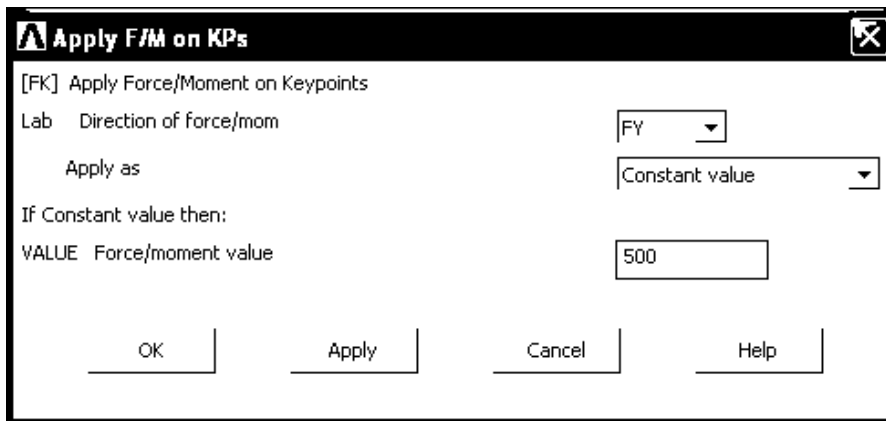 Apply F/M on KPs
[FK] Apply Force/Moment on Keypoints
Lab Direction of force/mom FY
Apply as Constant value
If Constant value then:
VALUE Force/moment value 500
OK Apply Cancel Help